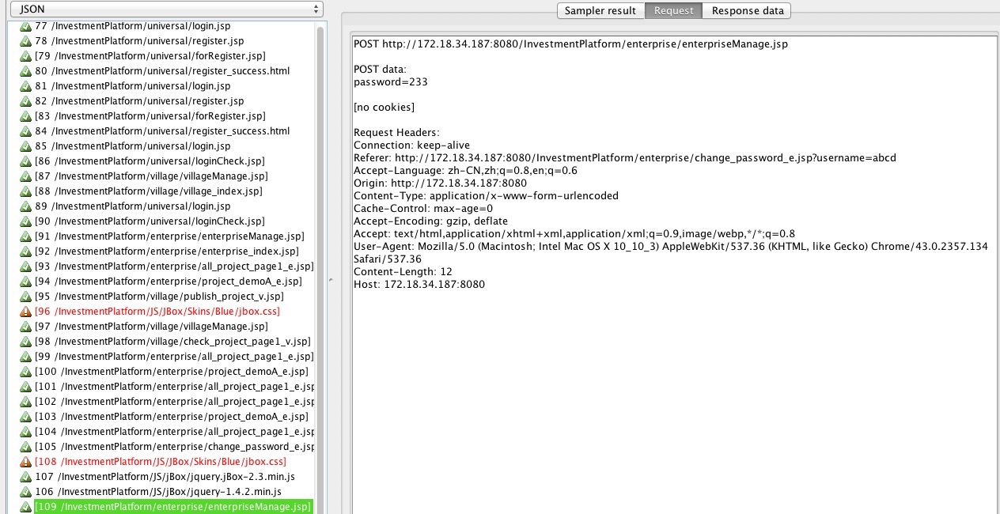 JSON
77 /InvestmentPlatform/universal/login.jsp
78 /InvestmentPlatform/universal/register.jsp
[79 /InvestmentPlatform/universal/forRegister.jsp]
80 /InvestmentPlatform/universal/register_success.html
81 /InvestmentPlatform/universal/login.jsp
82 /InvestmentPlatform/universal/register.jsp
[83 /InvestmentPlatform/universal/forRegister.jsp]
84 /InvestmentPlatform/universal/register_success.html
85 /InvestmentPlatform/universal/login.jsp
[86 /InvestmentPlatform/universal/loginCheck.jsp]
[87 /InvestmentPlatform/village/villageManage.jsp]
[88 /InvestmentPlatform/village/village_index.jsp]
89 /InvestmentPlatform/universal/login.jsp
[90 /InvestmentPlatform/universal/loginCheck.jsp]
[91 /InvestmentPlatform/enterprise/enterpriseManage.jsp]
[92 /InvestmentPlatform/enterprise/enterprise_index.jsp]
[93 /InvestmentPlatform/enterprise/all_project_page1_e.jsp]
[94 /InvestmentPlatform/enterprise/project_demoA_e.jsp]
[95 /InvestmentPlatform/village/publish_project_v.jsp]
[96 /InvestmentPlatform/JS/JBox/Skins/Blue/jbox.css]
[97 /InvestmentPlatform/village/villageManage.jsp]
[98 /InvestmentPlatform/village/check_project_page1_v.jsp]
[99 /InvestmentPlatform/enterprise/all_project_page1_e.jsp]
[100 /InvestmentPlatform/enterprise/project_demoA_e.jsp]
[101 /InvestmentPlatform/enterprise/all_project_page1_e.jsp
[102 /InvestmentPlatform/enterprise/all_project_page1_e.jsp
[103 /InvestmentPlatform/enterprise/project_demoA_e.jsp]
[104 /InvestmentPlatform/enterprise/all_project_page1_e.jsp
[105 /InvestmentPlatform/enterprise/change_password_e.jsp
[108 /InvestmentPlatform/JS/JBox/Skins/Blue/jbox.css]
107 /InvestmentPlatform/JS/jBox/jquery.jBox-2.3.min.js
106 /InvestmentPlatform/JS/jBox/jquery-1.4.2.min.js
[109 /InvestmentPlatform/enterprise/enterpriseManage.jsp]
Sampler result Request Response data
POST http://172.18.34.187:8080/InvestmentPlatform/enterprise/enterpriseManage.jsp
POST data:
password=233
[no cookies]
Request Headers:
Connection: keep-alive
Referer: http://172.18.34.187:8080/InvestmentPlatform/enterprise/change_password_e.jsp?username=abcd
Accept-Language: zh-CN,zh;q=0.8,en;q=0.6
Origin: http://172.18.34.187:8080
Content-Type: application/x-www-form-urlencoded
Cache-Control: max-age=0
Accept-Encoding: gzip, deflate
Accept: text/html,application/xhtml+xml,application/xml;q=0.9,image/webp,*/*;q=0.8
User-Agent: Mozilla/5.0 (Macintosh; Intel Mac OS X 10_10_3) AppleWebKit/537.36 (KHTML, like Gecko) Chrome/43.0.2357.134
Safari/537.36
Content-Length: 12
Host: 172.18.34.187:8080